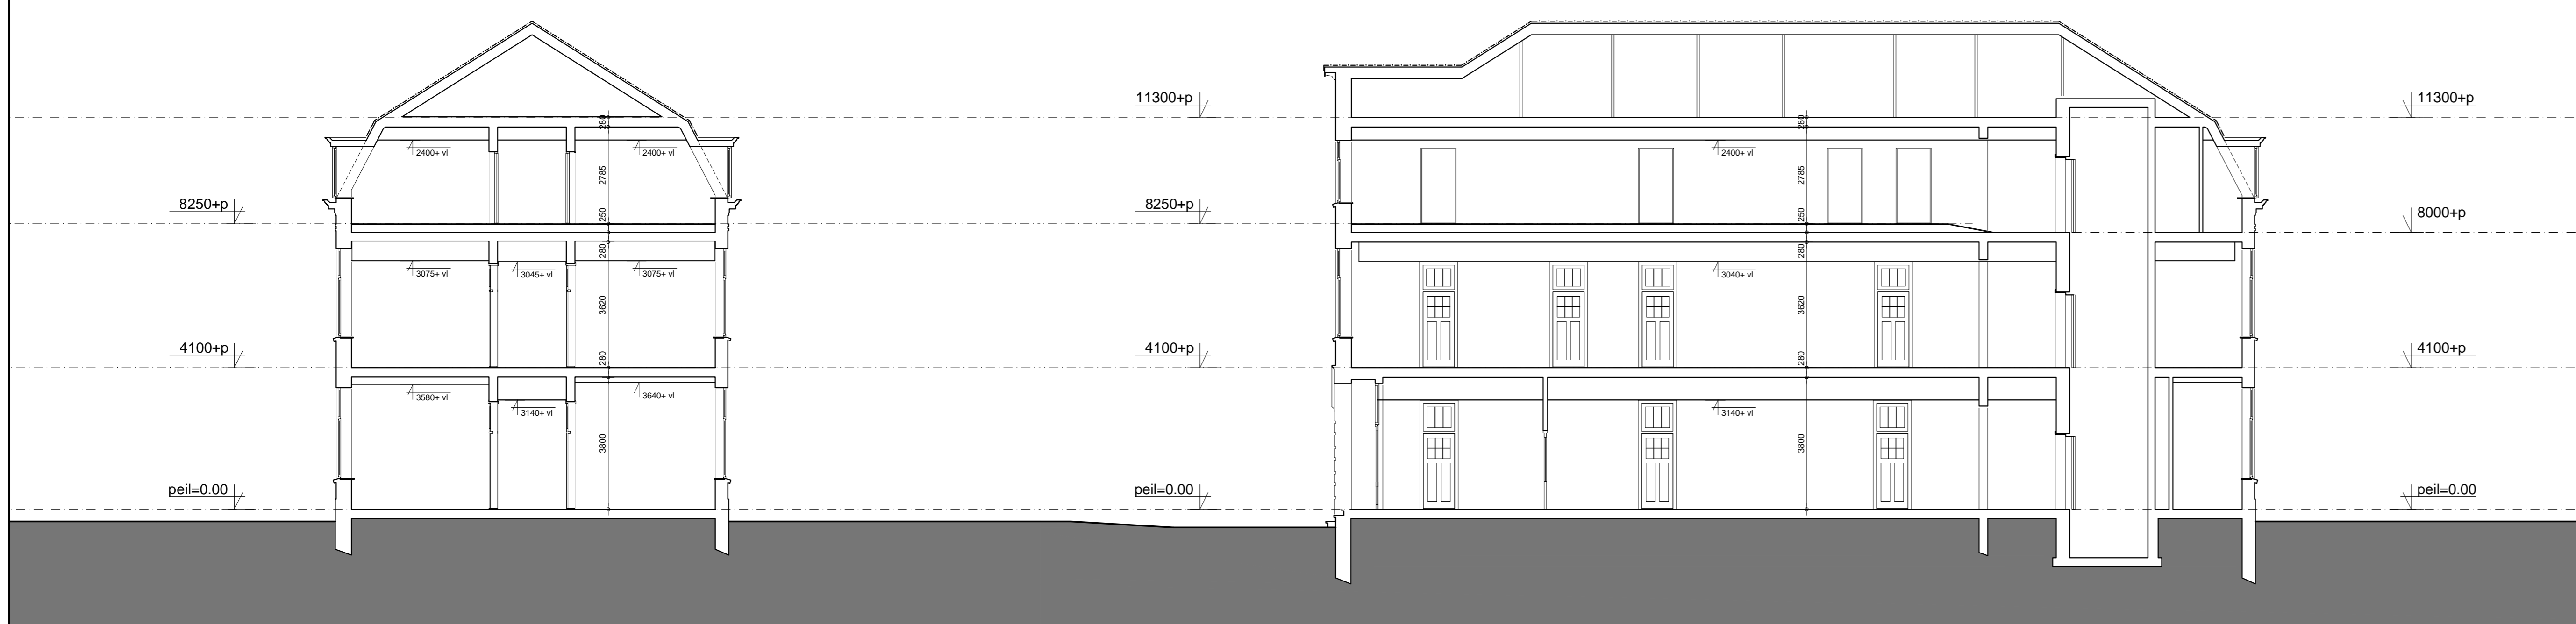 11300+p
11300+p
280
280
2400+ vl
2400+ vl
2400+ vl
2785
2785
8250+p
8250+p
8000+p
250
250
280
280
3075+ vl
3045+ vl
3075+ vl
3040+ vl
3620
3620
4100+p
4100+p
4100+p
280
280
3580+ vl
3140+ vl
3640+ vl
3140+ vl
3800
3800
peil=0.00
peil=0.00
peil=0.00